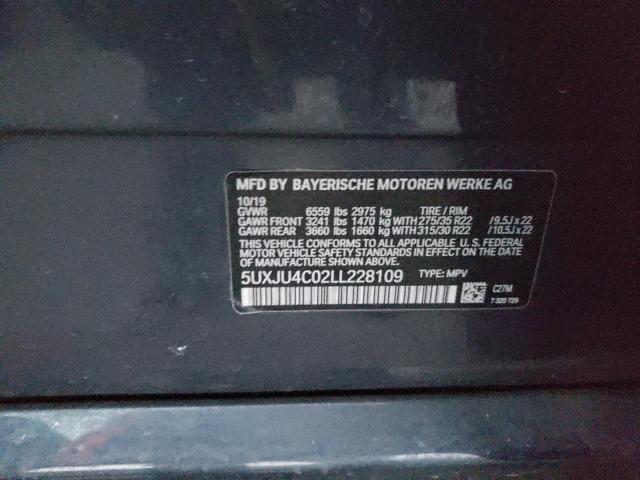 MFD BY BAYERISCHE MOTOREN WERKE AG
10/19
GVWR 6559 lbs 2975 kg TIRE / RIM
GAWR FRONT 3241 lbs 1470 kg WITH 275/35 R22 /9.5J x 22
GAWR REAR 3660 lbs 1660 kg WITH 315/30 R22 /10.5J x 22
THIS VEHICLE CONFORMS TO ALL APPLICABLE U. S. FEDERAL
MOTOR VEHICLE SAFETY STANDARDS IN EFFECT ON THE DATE
OF MANUFACTURE SHOWN ABOVE.
5UXJU4C02LL228109 TYPE: MPV
C27M
7 320 729